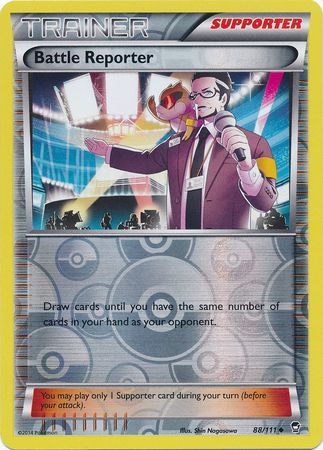 TRAINER SUPPORTER
Battle Reporter
Draw cards until you have the same number of
cards in your hand as your opponent.
You may play only 1 Supporter card during your turn (before
your attack).
©2014 Pokémon Illus. Shin Nagasawa 88/111